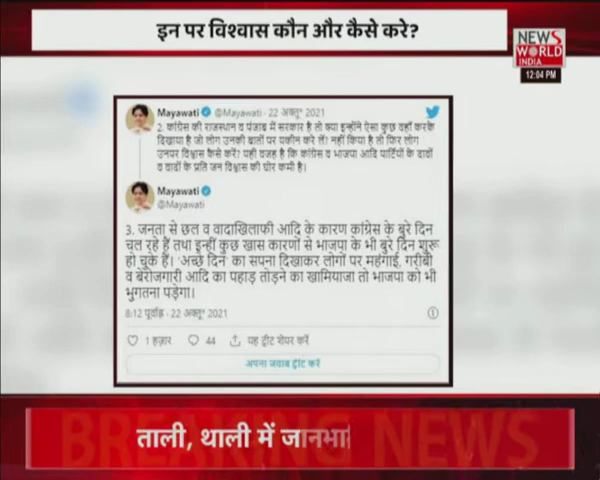 इन पर विश्वास कौन और कैसे करे?
NEWS
WORLD
INDIA
12:04 PM
Mayawati @Mayawati · 22 अक्तू॰ 2021
2. कांग्रेस की राजस्थान व पंजाब में सरकार है तो क्या इन्होंने ऐसा कुछ वहाँ करके
दिखाया है जो लोग उनकी बातों पर यकीन कर लें। नहीं किया है तो फिर लोग
उनपर विश्वास कैसे करें? यही वजह है कि कांग्रेस व भाजपा आदि पार्टियों के दावों
व वादों के प्रति जन विश्वास की घोर कमी है।
Mayawati
@Mayawati
3. जनता से छल व वादाखिलाफी आदि के कारण कांग्रेस के बुरे दिन
चल रहे हैं तथा इन्हीं कुछ खास कारणों से भाजपा के भी बुरे दिन शुरू
हो चुके हैं। 'अच्छे दिन' का सपना दिखाकर लोगों पर महंगाई, गरीबी
व बेरोजगारी आदि का पहाड़ तोड़ने का खामियाजा तो भाजपा को भी
भुगतना पड़ेगा।
8:12 पूर्वाह्न · 22 अक्तू॰ 2021
1 हज़ार 44 यह ट्वीट शेयर करें
अपना जवाब ट्वीट करें
BREAKING NEWS
ताली, थाली में जानभा